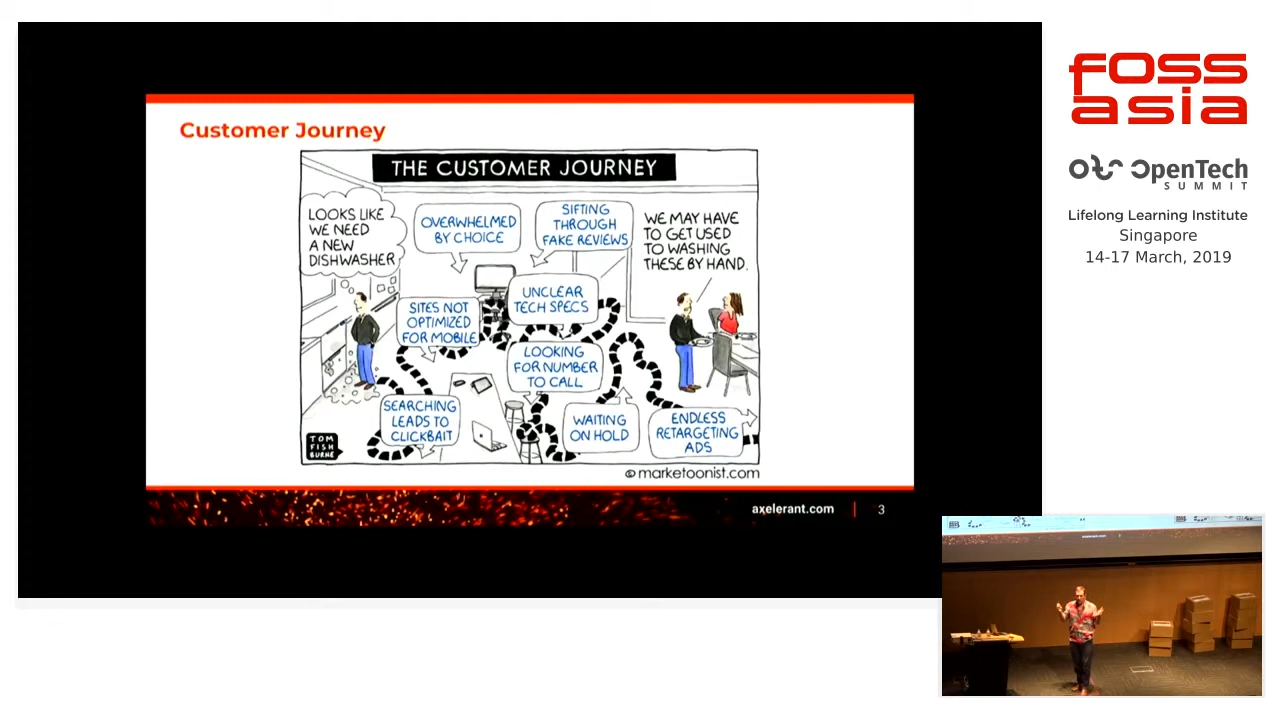 Customer Journey
THE CUSTOMER JOURNEY
LOOKS LIKE
WE NEED
A NEW
DISHWASHER
OVERWHELMED
BY CHOICE
SIFTING
THROUGH
FAKE REVIEWS
WE MAY HAVE
TO GET USED
TO WASHING
THESE BY HAND.
SITES NOT
OPTIMIZED
FOR MOBILE
UNCLEAR
TECH SPECS
LOOKING
FOR NUMBER
TO CALL
SEARCHING
LEADS TO
CLICKBAIT
WAITING
ON HOLD
ENDLESS
RETARGETING
ADS
TOM
FISH
BURNE
© marketoonist.com
axelerant.com
3
fOSS
asia
OpenTech
SUMMIT
Lifelong Learning Institute
Singapore
14-17 March, 2019